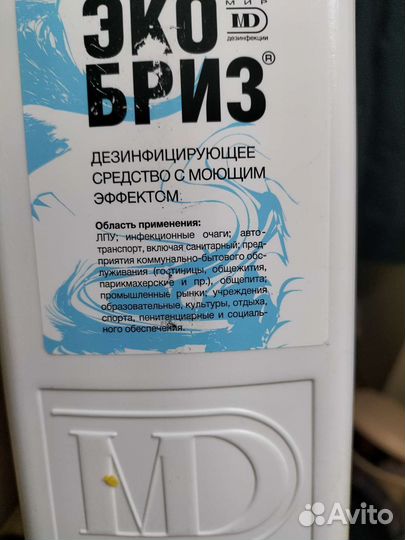 МИР
MD
дезинфекции
ЭКО
БРИЗ®
ДЕЗИНФИЦИРУЮЩЕЕ
СРЕДСТВО С МОЮЩИМ
ЭФФЕКТОМ
Область применения:
ЛПУ; инфекционные очаги; авто-
транспорт, включая санитарный; пред-
приятия коммунально-бытового обс-
луживания (гостиницы, общежития,
парикмахерские и пр.), общепита;
промышленные рынки; учреждения
образовательные, культуры, отдыха,
спорта, пенитенциарные и социаль-
ного обеспечения.
MD
Avito